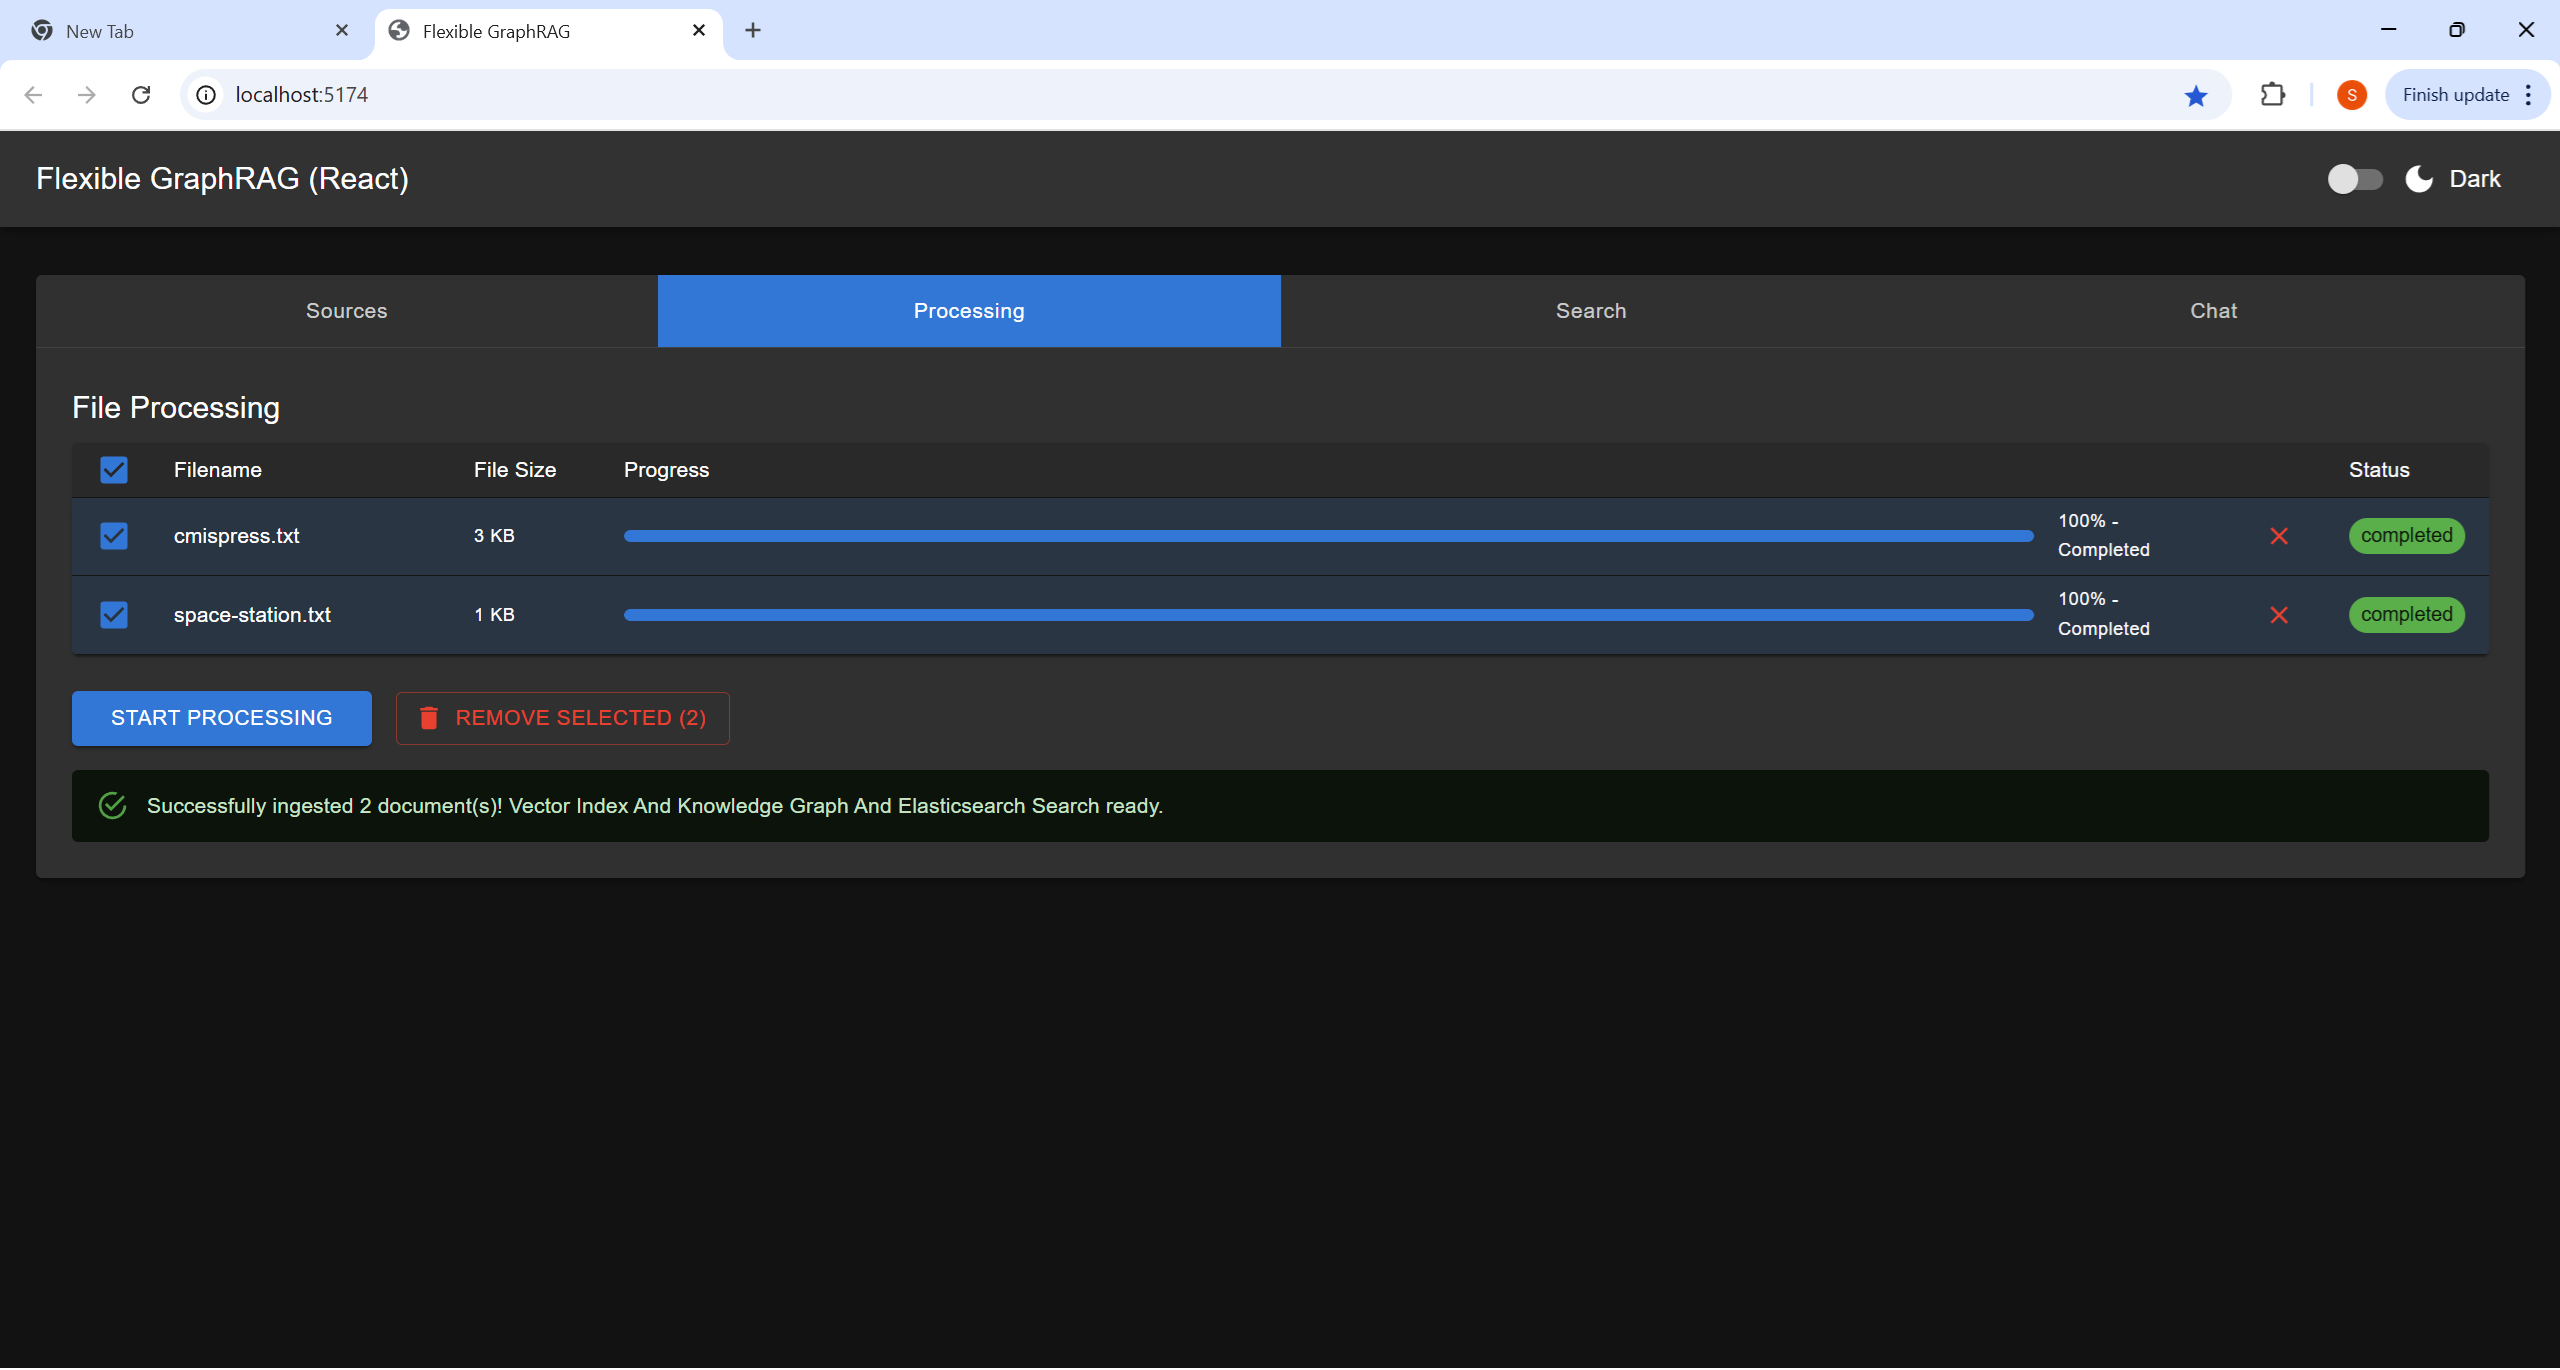 New Tab
Flexible GraphRAG
localhost:5174
S
Finish update
Flexible GraphRAG (React)
Dark
Sources
Processing
Search
Chat
File Processing
Filename
File Size
Progress
Status
cmispress.txt
3 KB
100% -
Completed
completed
space-station.txt
1 KB
100% -
Completed
completed
START PROCESSING
REMOVE SELECTED (2)
Successfully ingested 2 document(s)! Vector Index And Knowledge Graph And Elasticsearch Search ready.